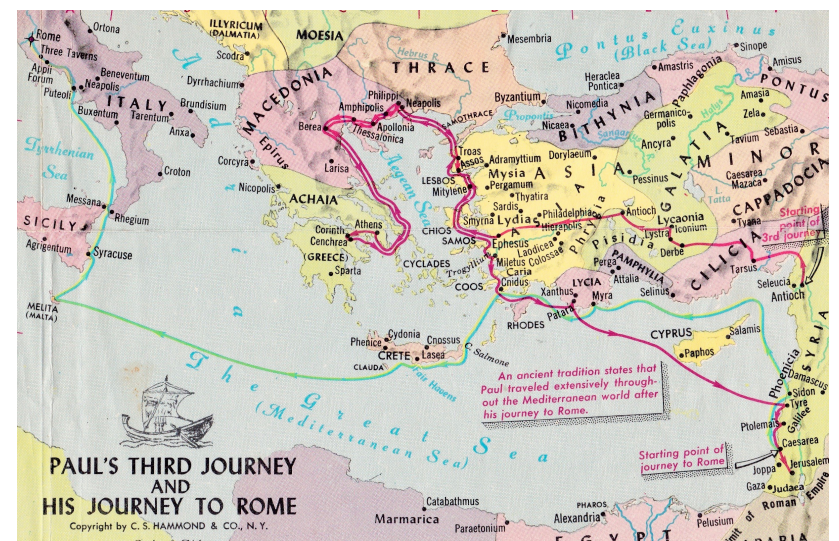 Rome
Three Taverns
Appii
Forum
Puteoli
Neapolis
Beneventum
Ortona
ITALY
Buxentum
Tarentum
Brundisium
Anxa
Croton
Tyrrhenian
Sea
Messana
Rhegium
SICILY
Agrigentum
Syracuse
MELITA
(MALTA)
Adria
ILLYRICUM
(DALMATIA)
Scodra
Dyrrhachium
MOESIA
MACEDONIA
THRACE
Hebrus R.
Mesembria
Pontus Euxinus
(Black Sea)
Philippi
Neapolis
Amphipolis
Apollonia
Thessalonica
Berea
Epirus
Corcyra
Larisa
Nicopolis
ACHAIA
Corinth
Athens
Cenchrea
(GREECE)
Sparta
Aegean Sea
SAMOTHRACE
Byzantium
Propontis
BITHYNIA
Nicomedia
Nicaea
Heraclea
Pontica
Amastris
Sinope
Paphlagonia
Amisus
PONTUS
Amasia
Zela
Halys
Germanico-
polis
Ancyra
Tavium
Sebastia
GALATIA
ASIA MINOR
Troas
Assos
Adramyttium
Dorylaeum
Mysia
LESBOS
Mitylene
Pergamum
Thyatira
Pessinus
Caesarea
Mazaca
L.
Tatta
CAPPADOCIA
Sardis
Smyrna
Lydia
Philadelphia
Hierapolis
CHIOS
SAMOS
Ephesus
Laodicea
Colossae
Phrygia
Antioch
Pisidia
Lycaonia
Iconium
Lystra
Derbe
Tyana
Trogyllium
Miletus
Caria
Cnidus
COOS
CYCLADES
Perga
PAMPHYLIA
Attalia
LYCIA
Xanthus
Patara
Myra
Selinus
CILICIA
Tarsus
Starting
point of
3rd journey
Seleucia
Antioch
RHODES
CYPRUS
Salamis
Paphos
SYRIA
Phoenicia
Damascus
Sidon
Tyre
Galilee
Ptolemais
Caesarea
Joppa
Jerusalem
Gaza
Judaea
Phenice
Cydonia
Cnossus
CRETE
Lasea
CLAUDA
Fair Havens
C. Salmone
The Great Sea
(Mediterranean Sea)
An ancient tradition states that
Paul traveled extensively through-
out the Mediterranean world after
his journey to Rome.
Starting point of
journey to Rome
PAUL'S THIRD JOURNEY
AND
HIS JOURNEY TO ROME
Copyright by C. S. HAMMOND & CO., N. Y.
Catabathmus
Marmarica
Paraetonium
PHAROS
Alexandria
EGYPT
Pelusium
Limit of Roman Empire
ARABIA